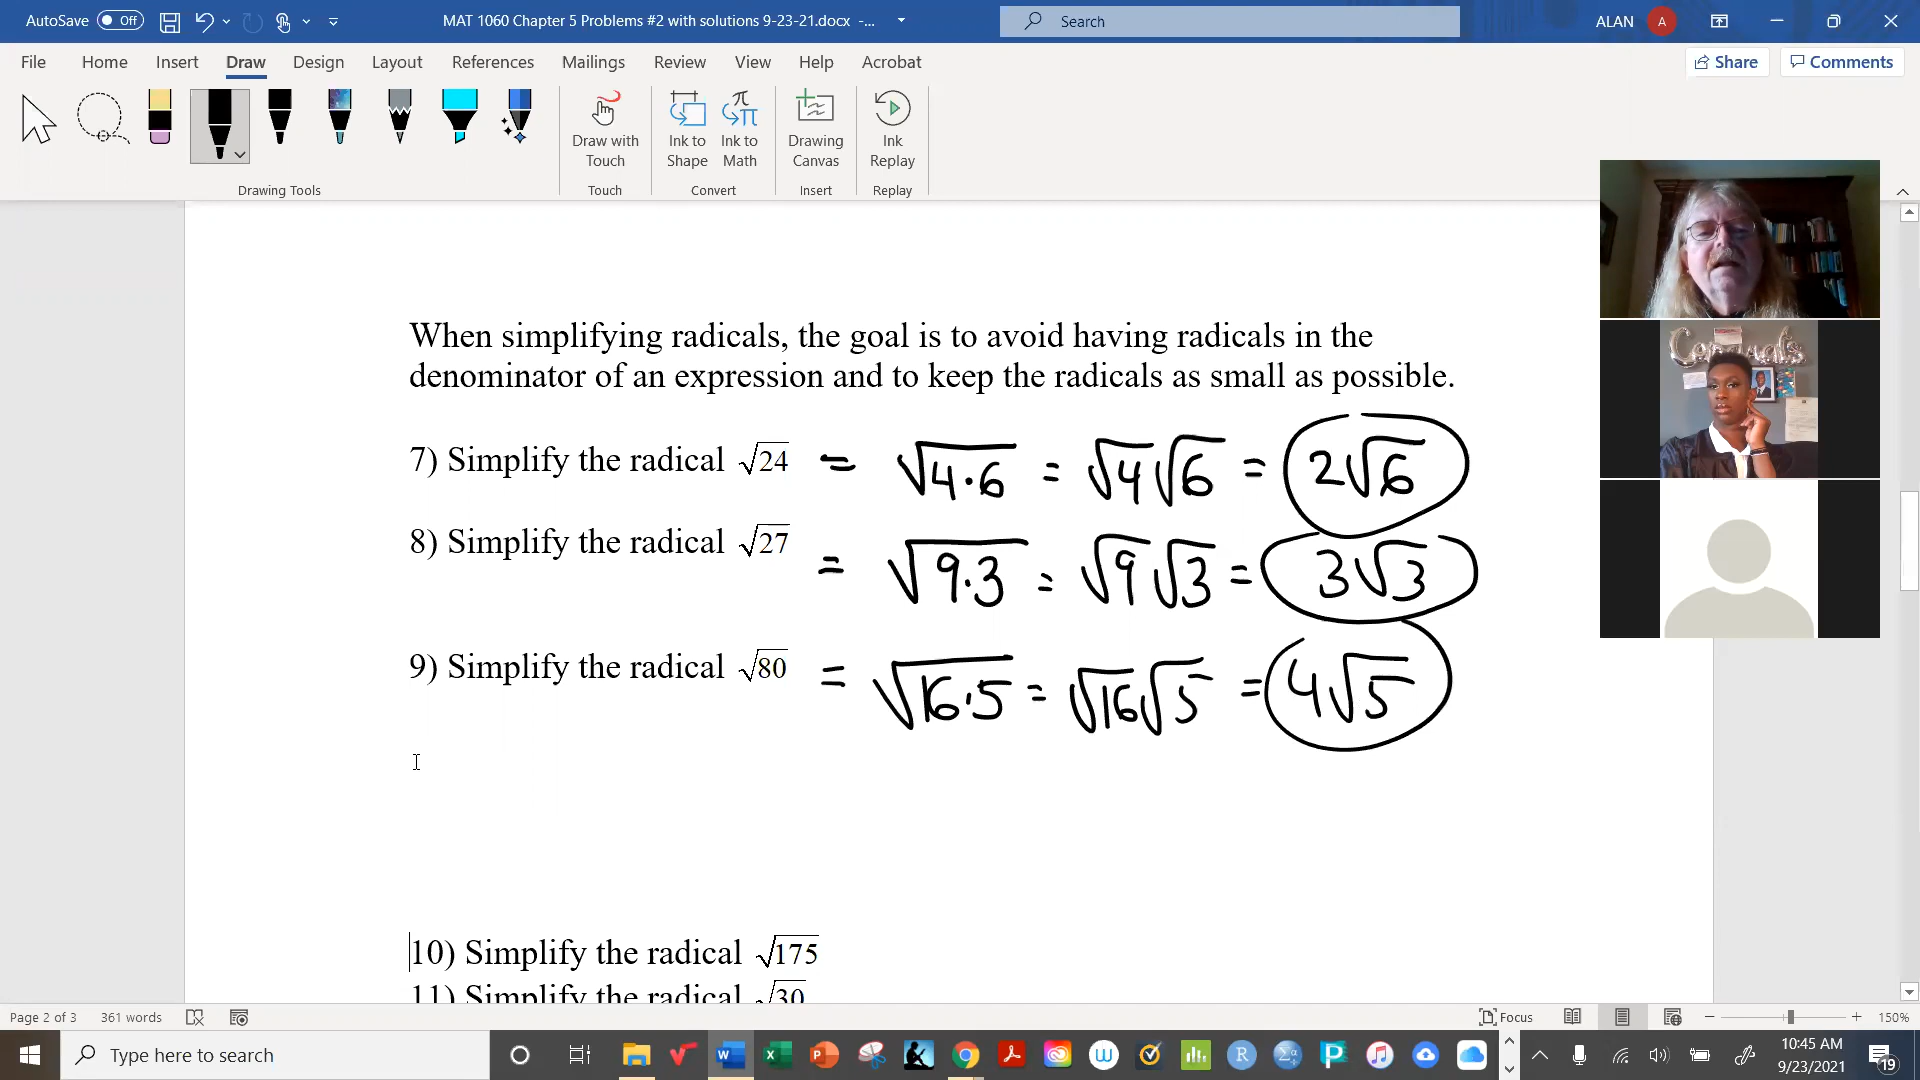 AutoSave Off MAT 1060 Chapter 5 Problems #2 with solutions 9-23-21.docx -... Search ALAN A
File Home Insert Draw Design Layout References Mailings Review View Help Acrobat Share Comments
Draw with Touch
Ink to Shape
Ink to Math
Drawing Canvas
Ink Replay
Drawing Tools Touch Convert Insert Replay
When simplifying radicals, the goal is to avoid having radicals in the
denominator of an expression and to keep the radicals as small as possible.
7) Simplify the radical √24 = √4·6 = √4√6 = 2√6
8) Simplify the radical √27 = √9·3 = √9√3 = 3√3
9) Simplify the radical √80 = √16·5 = √16√5 = 4√5
10) Simplify the radical √175
11) Simplify the radical √30
Page 2 of 3 361 words Focus 150%
Type here to search 10:45 AM
9/23/2021 19